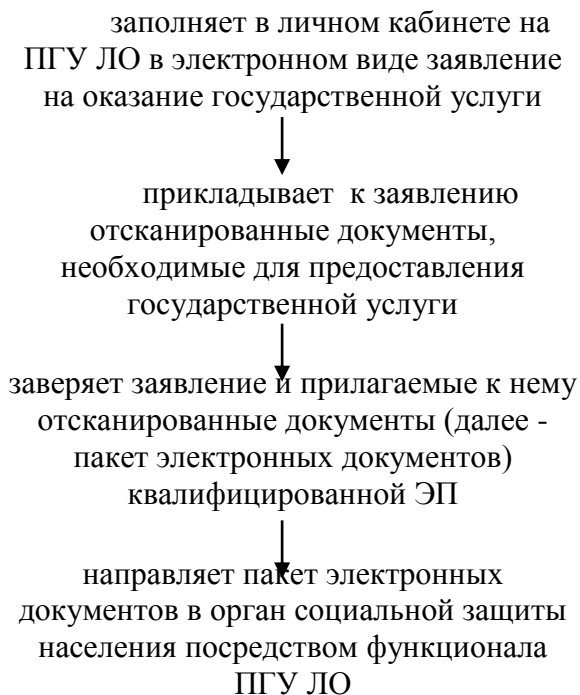 заполняет в личном кабинете на
ПГУ ЛО в электронном виде заявление
на оказание государственной услуги
прикладывает к заявлению
отсканированные документы,
необходимые для предоставления
государственной услуги
заверяет заявление и прилагаемые к нему
отсканированные документы (далее -
пакет электронных документов)
квалифицированной ЭП
направляет пакет электронных
документов в орган социальной защиты
населения посредством функционала
ПГУ ЛО